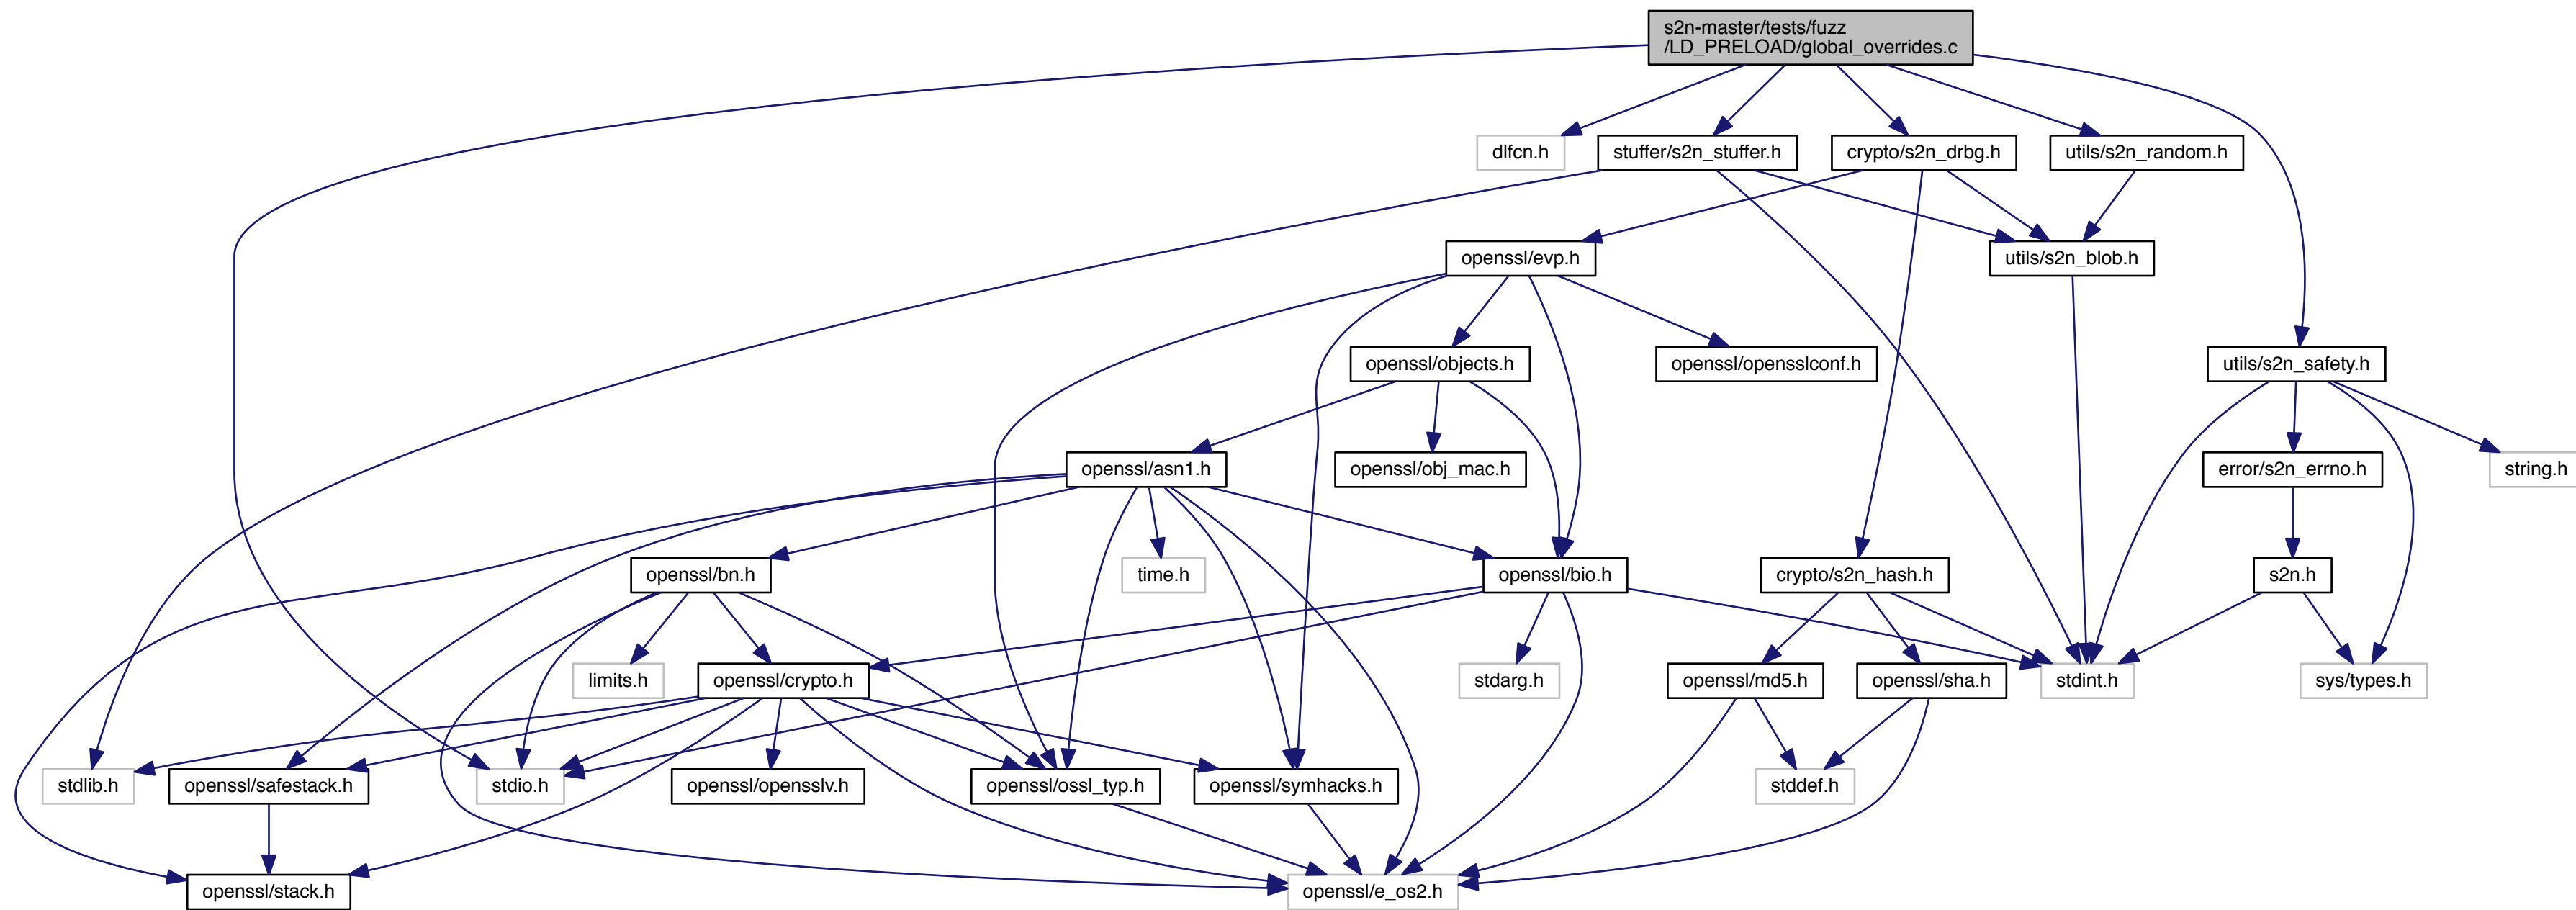 s2n-master/tests/fuzz
/LD_PRELOAD/global_overrides.c
dlfcn.h
stuffer/s2n_stuffer.h
crypto/s2n_drbg.h
utils/s2n_random.h
openssl/evp.h
utils/s2n_blob.h
openssl/objects.h
openssl/opensslconf.h
utils/s2n_safety.h
openssl/asn1.h
openssl/obj_mac.h
error/s2n_errno.h
string.h
openssl/bn.h
time.h
openssl/bio.h
crypto/s2n_hash.h
s2n.h
limits.h
openssl/crypto.h
stdarg.h
openssl/md5.h
openssl/sha.h
stdint.h
sys/types.h
stdlib.h
openssl/safestack.h
stdio.h
openssl/opensslv.h
openssl/ossl_typ.h
openssl/symhacks.h
stddef.h
openssl/stack.h
openssl/e_os2.h